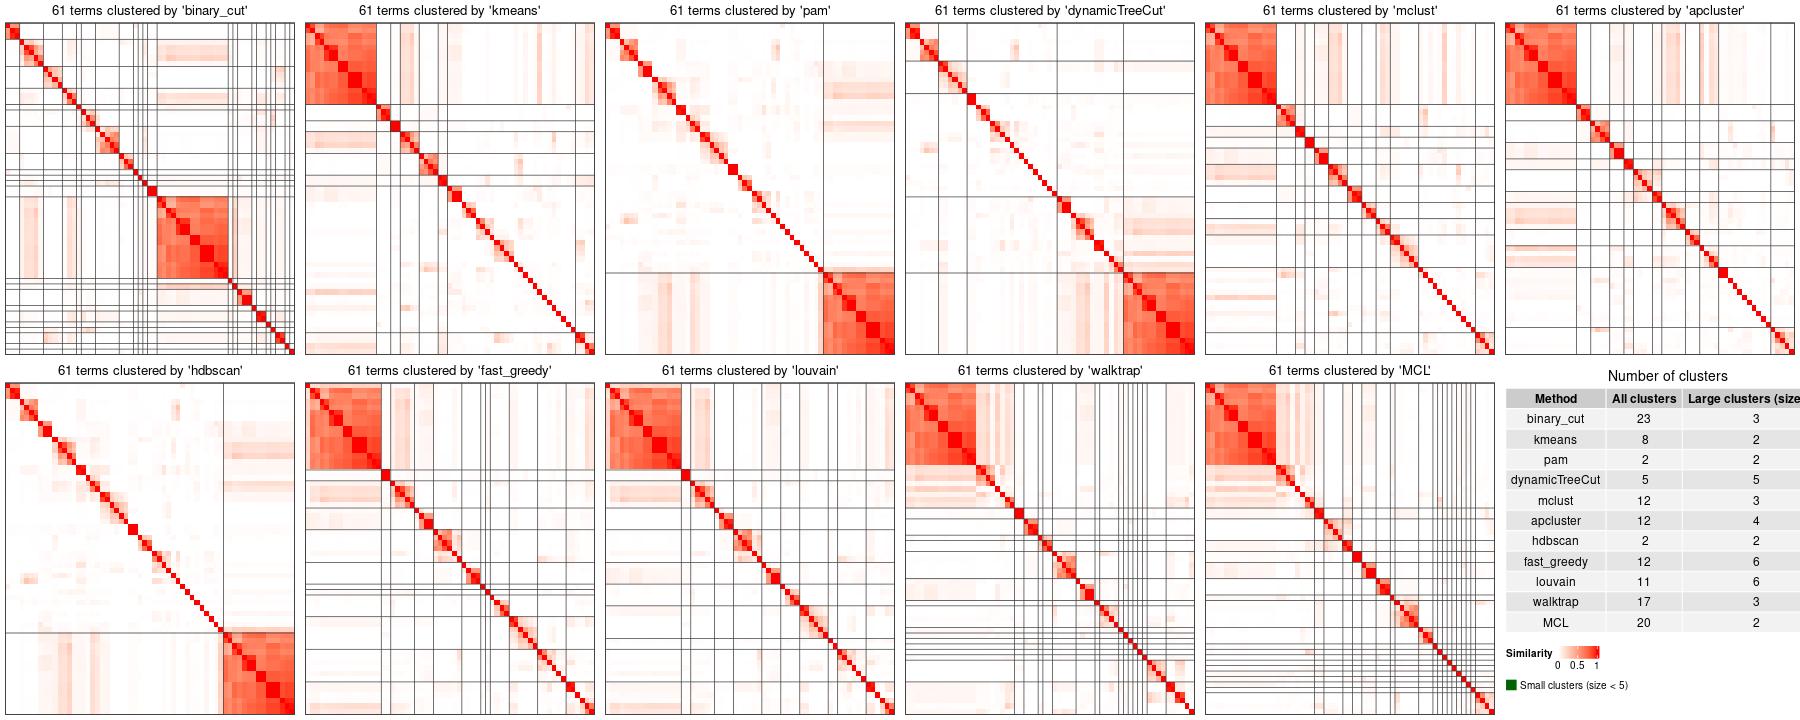 61 terms clustered by 'binary_cut'
61 terms clustered by 'kmeans'
61 terms clustered by 'pam'
61 terms clustered by 'dynamicTreeCut'
61 terms clustered by 'mclust'
61 terms clustered by 'apcluster'
61 terms clustered by 'hdbscan'
61 terms clustered by 'fast_greedy'
61 terms clustered by 'louvain'
61 terms clustered by 'walktrap'
61 terms clustered by 'MCL'
Number of clusters
Method All clusters Large clusters (size
binary_cut 23 3
kmeans 8 2
pam 2 2
dynamicTreeCut 5 5
mclust 12 3
apcluster 12 4
hdbscan 2 2
fast_greedy 12 6
louvain 11 6
walktrap 17 3
MCL 20 2
Similarity
0 0.5 1
Small clusters (size < 5)